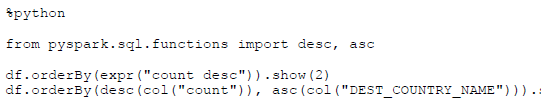 %python
from pyspark.sql.functions import desc, asc
df.orderBy(expr("count desc")).show(2)
df.orderBy(desc(col("count")), asc(col("DEST_COUNTRY_NAME"))).